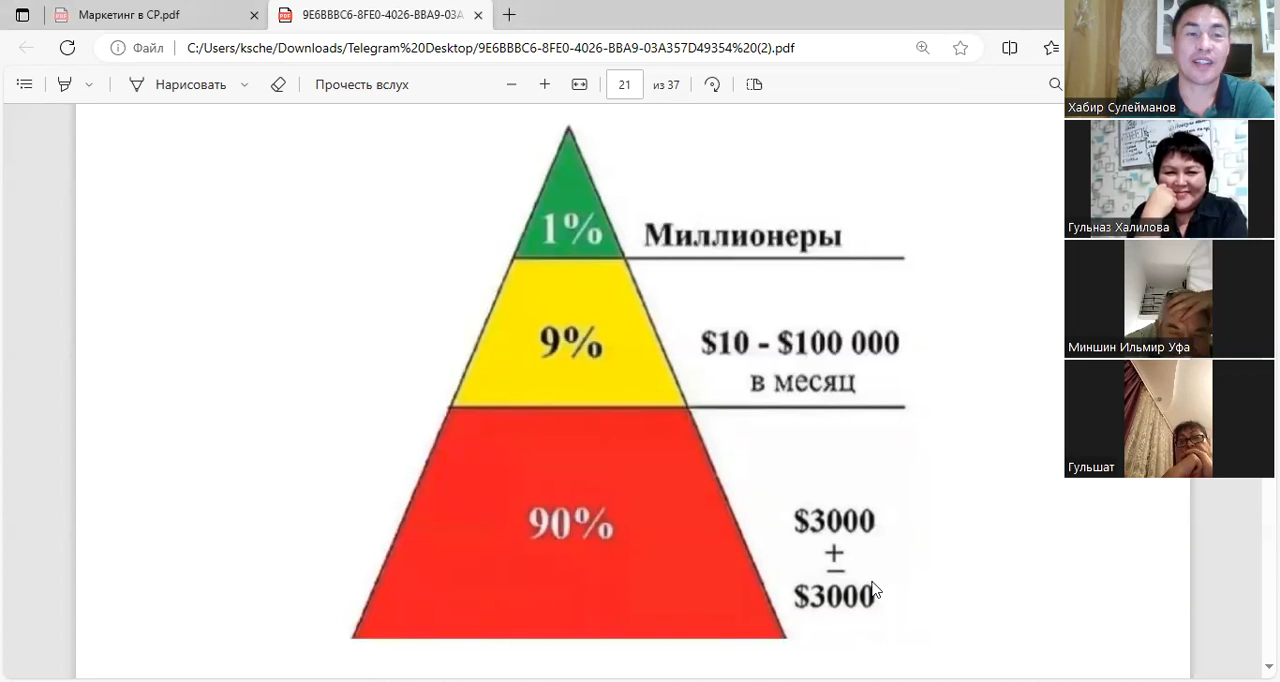 Маркетинг в СР.pdf
9E6BBBC6-8FE0-4026-BBA9-03A
Файл
C:/Users/ksche/Downloads/Telegram%20Desktop/9E6BBBC6-8FE0-4026-BBA9-03A357D49334%20(2).pdf
Нарисовать
Прочесть вслух
21
из 37
1%
Миллионеры
9%
$10 - $100 000
в месяц
90%
$3000
±
$3000
Хабир Сулейманов
Гульназ Халилова
Миншин Ильмир Уфа
Гульшат